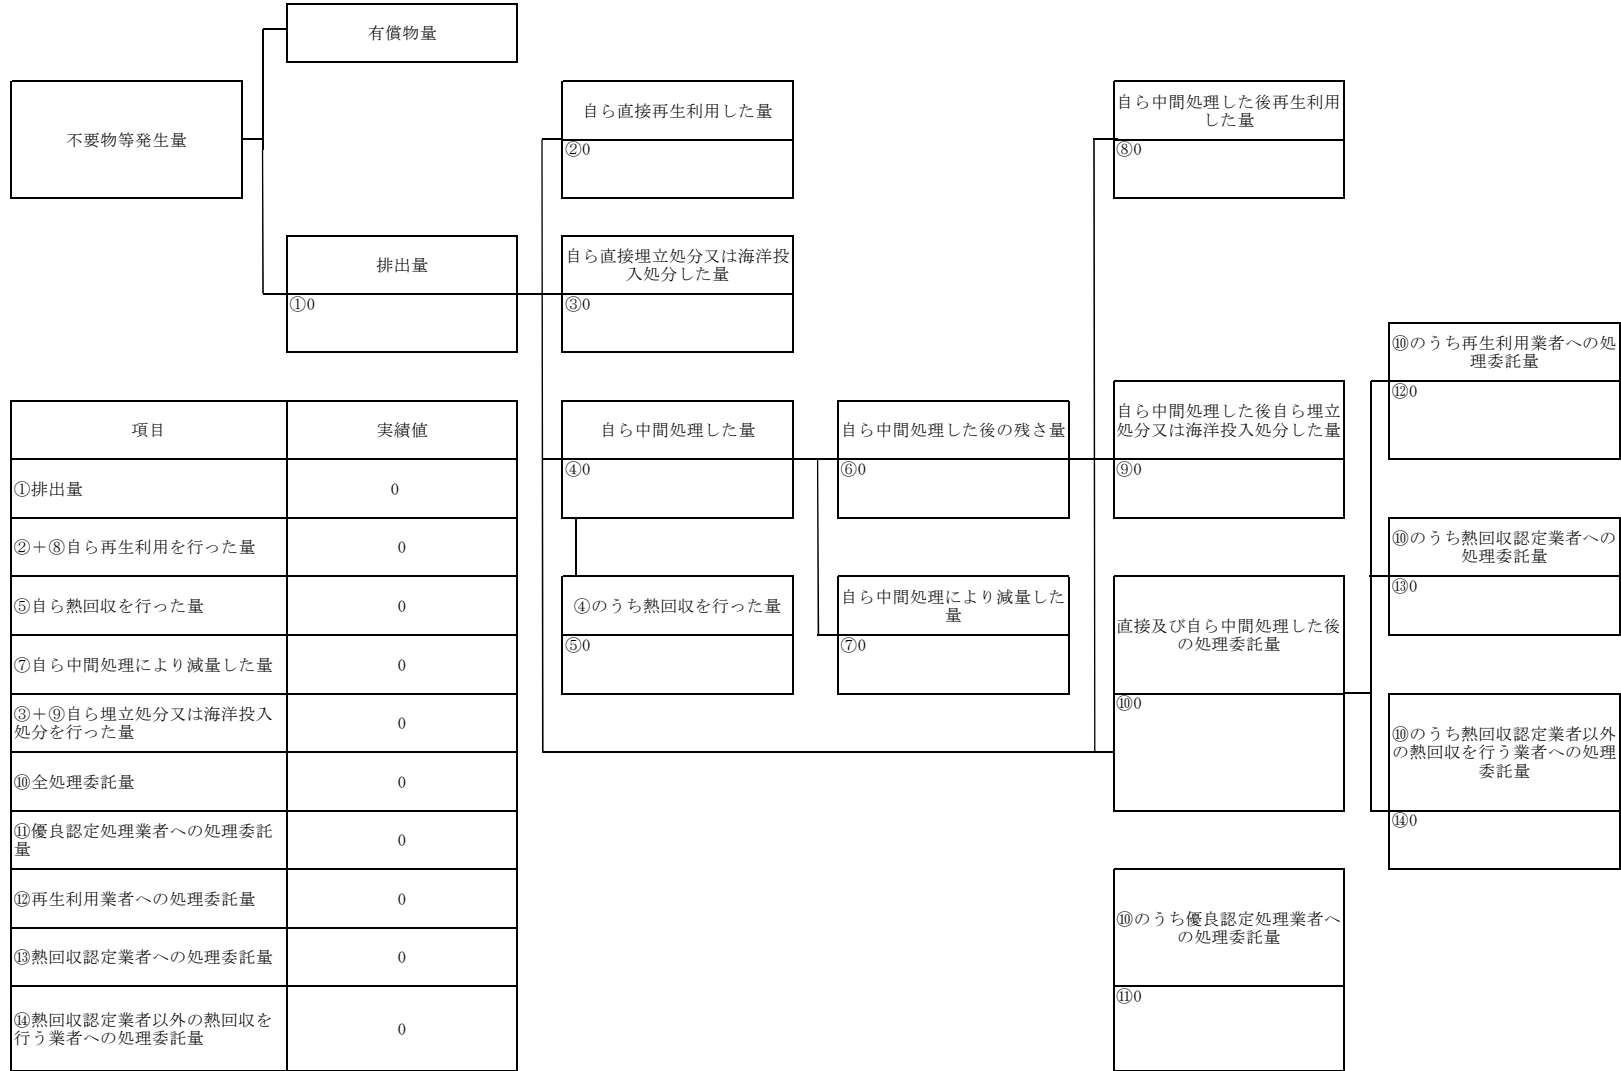 有償物量
不要物等発生量
自ら直接再生利用した量
②0
自ら中間処理した後再生利用
した量
⑧0
排出量
①0
自ら直接埋立処分又は海洋投
入処分した量
③0
⑩のうち再生利用業者への処
理委託量
⑫0
自ら中間処理した量
④0
自ら中間処理した後の残さ量
⑥0
自ら中間処理した後自ら埋立
処分又は海洋投入処分した量
⑨0
⑩のうち熱回収認定業者への
処理委託量
⑬0
④のうち熱回収を行った量
⑤0
自ら中間処理により減量した
量
⑦0
直接及び自ら中間処理した後
の処理委託量
⑩0
⑩のうち熱回収認定業者以外
の熱回収を行う業者への処理
委託量
⑭0
⑩のうち優良認定処理業者へ
の処理委託量
⑪0
項目 実績値
①排出量 0
②+⑧自ら再生利用を行った量 0
⑤自ら熱回収を行った量 0
⑦自ら中間処理により減量した量 0
③+⑨自ら埋立処分又は海洋投入
処分を行った量 0
⑩全処理委託量 0
⑪優良認定処理業者への処理委託
量 0
⑫再生利用業者への処理委託量 0
⑬熱回収認定業者への処理委託量 0
⑭熱回収認定業者以外の熱回収を
行う業者への処理委託量 0